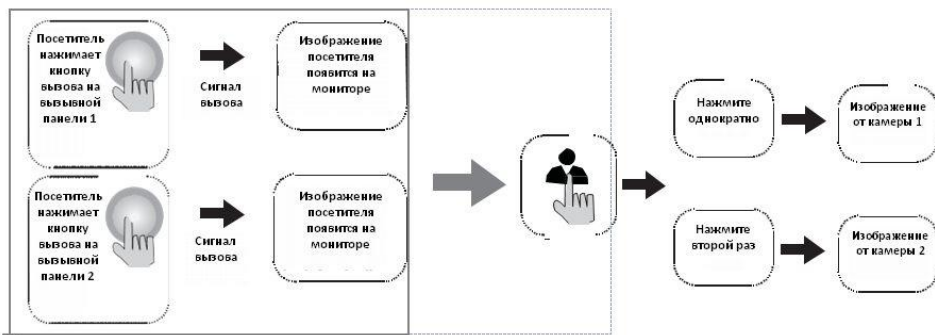 Посетитель
нажимает
кнопку
вызова на
вызывной
панели 1
Сигнал
вызова
Изображение
посетителя
появится на
мониторе
Посетитель
нажимает
кнопку
вызова на
вызывной
панели 2
Сигнал
вызова
Изображение
посетителя
появится на
мониторе
Нажмите
однократно
Изображение
от камеры 1
Нажмите
второй раз
Изображение
от камеры 2